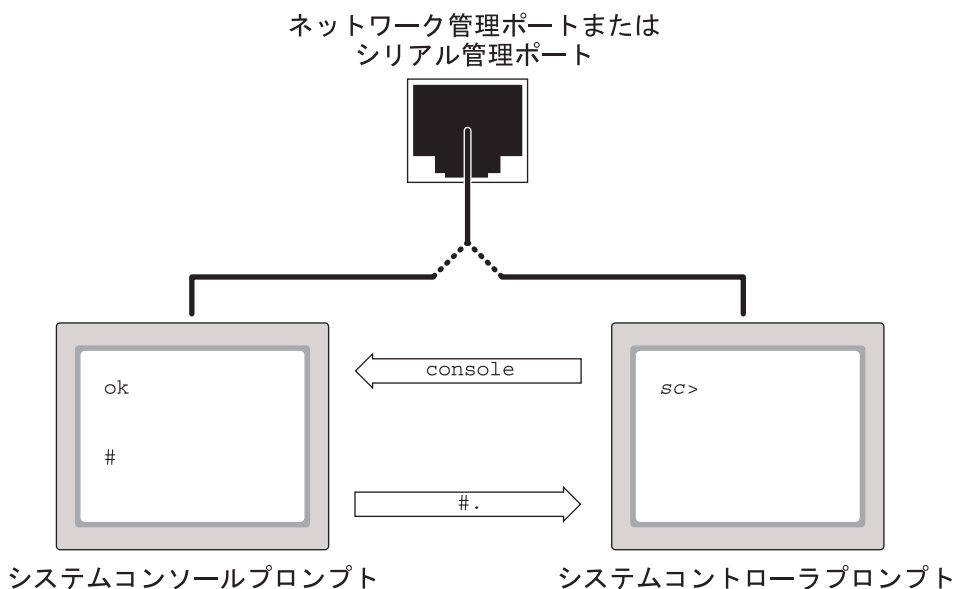 ネットワーク管理ポートまたは
シリアル管理ポート
ok
#
console
#.
sc>
システムコンソールプロンプト
システムコントローラプロンプト